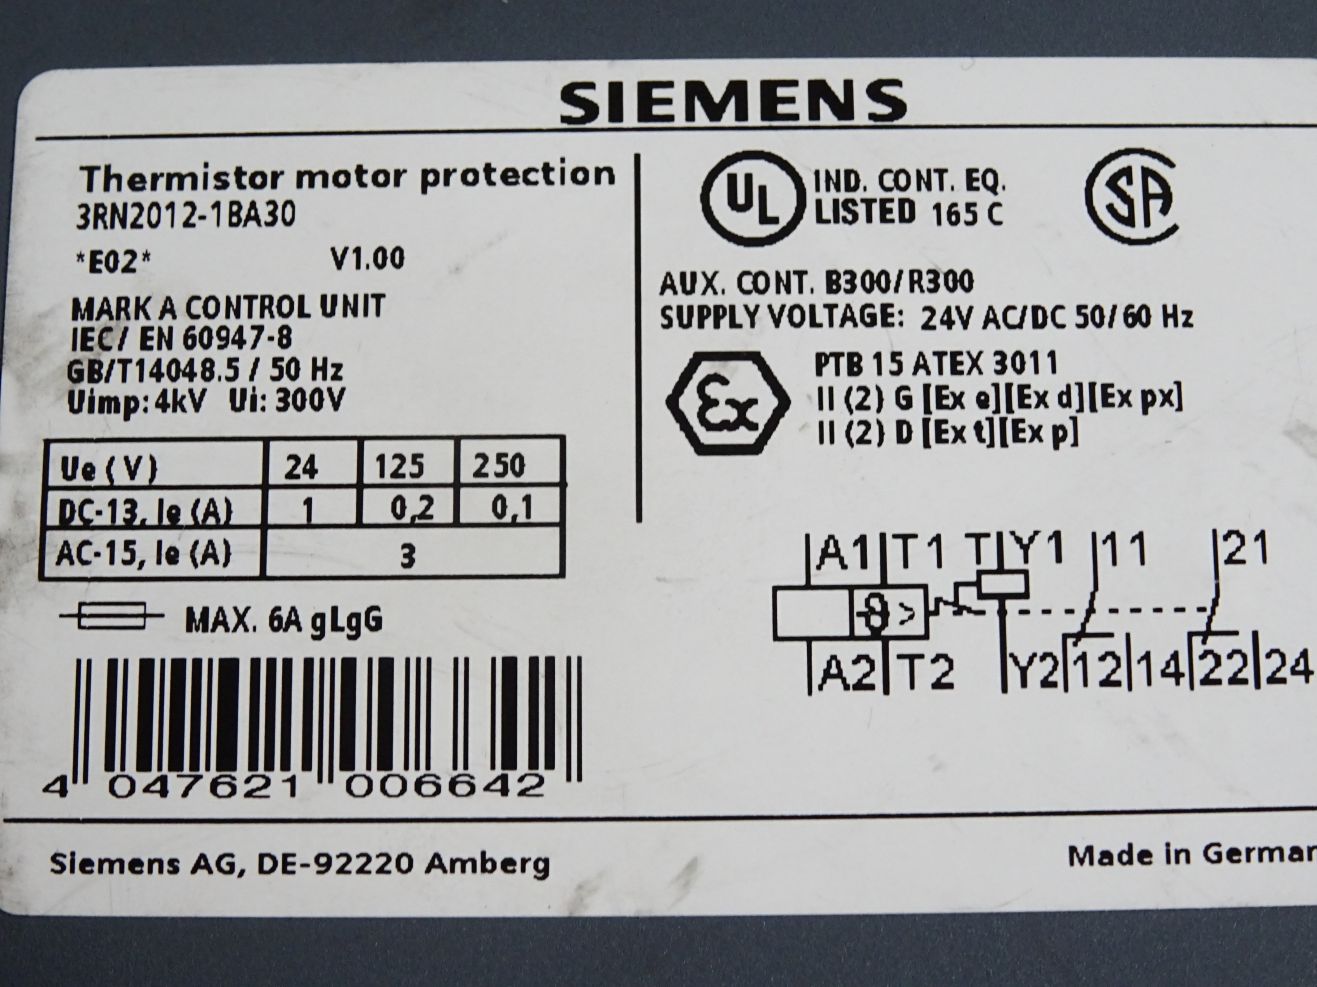 SIEMENS
Thermistor motor protection
3RN2012-1BA30
*E02* V1.00
MARK A CONTROL UNIT
IEC/ EN 60947-8
GB/T14048.5 / 50 Hz
Uimp: 4kV Ui: 300V
Ue (V) 24 125 250
DC-13, Ie (A) 1 0,2 0,1
AC-15, Ie (A) 3
MAX. 6A gLgG
4 047621 006642
UL IND. CONT. EQ.
LISTED 165 C
SA
AUX. CONT. B300/R300
SUPPLY VOLTAGE: 24V AC/DC 50/60 Hz
Ex
PTB 15 ATEX 3011
II (2) G [Ex e][Ex d][Ex px]
II (2) D [Ex t][Ex p]
A1 T1 T Y1 11 21
ϑ >
A2 T2 Y2 12 14 22 24
Siemens AG, DE-92220 Amberg
Made in German